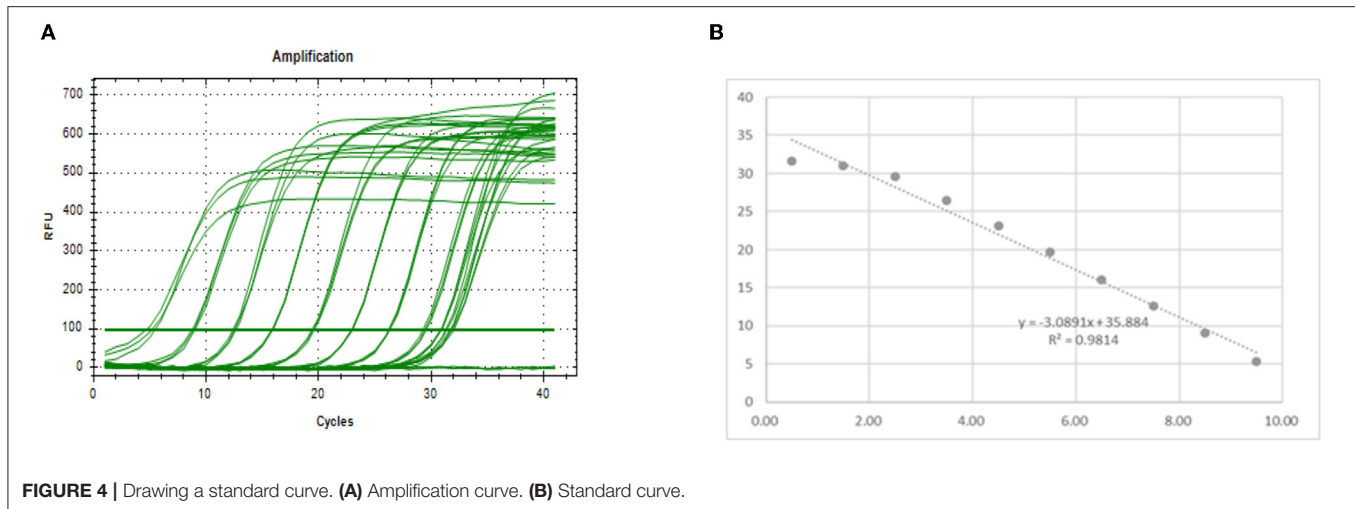 A
Amplification
700
600
500
400
300
200
100
0
RFU
0 10 20 30 40
Cycles
B
40
35
30
25
20
15
10
5
0
y = -3.0891x + 35.884
R² = 0.9814
0.00 2.00 4.00 6.00 8.00 10.00
FIGURE 4 | Drawing a standard curve. (A) Amplification curve. (B) Standard curve.